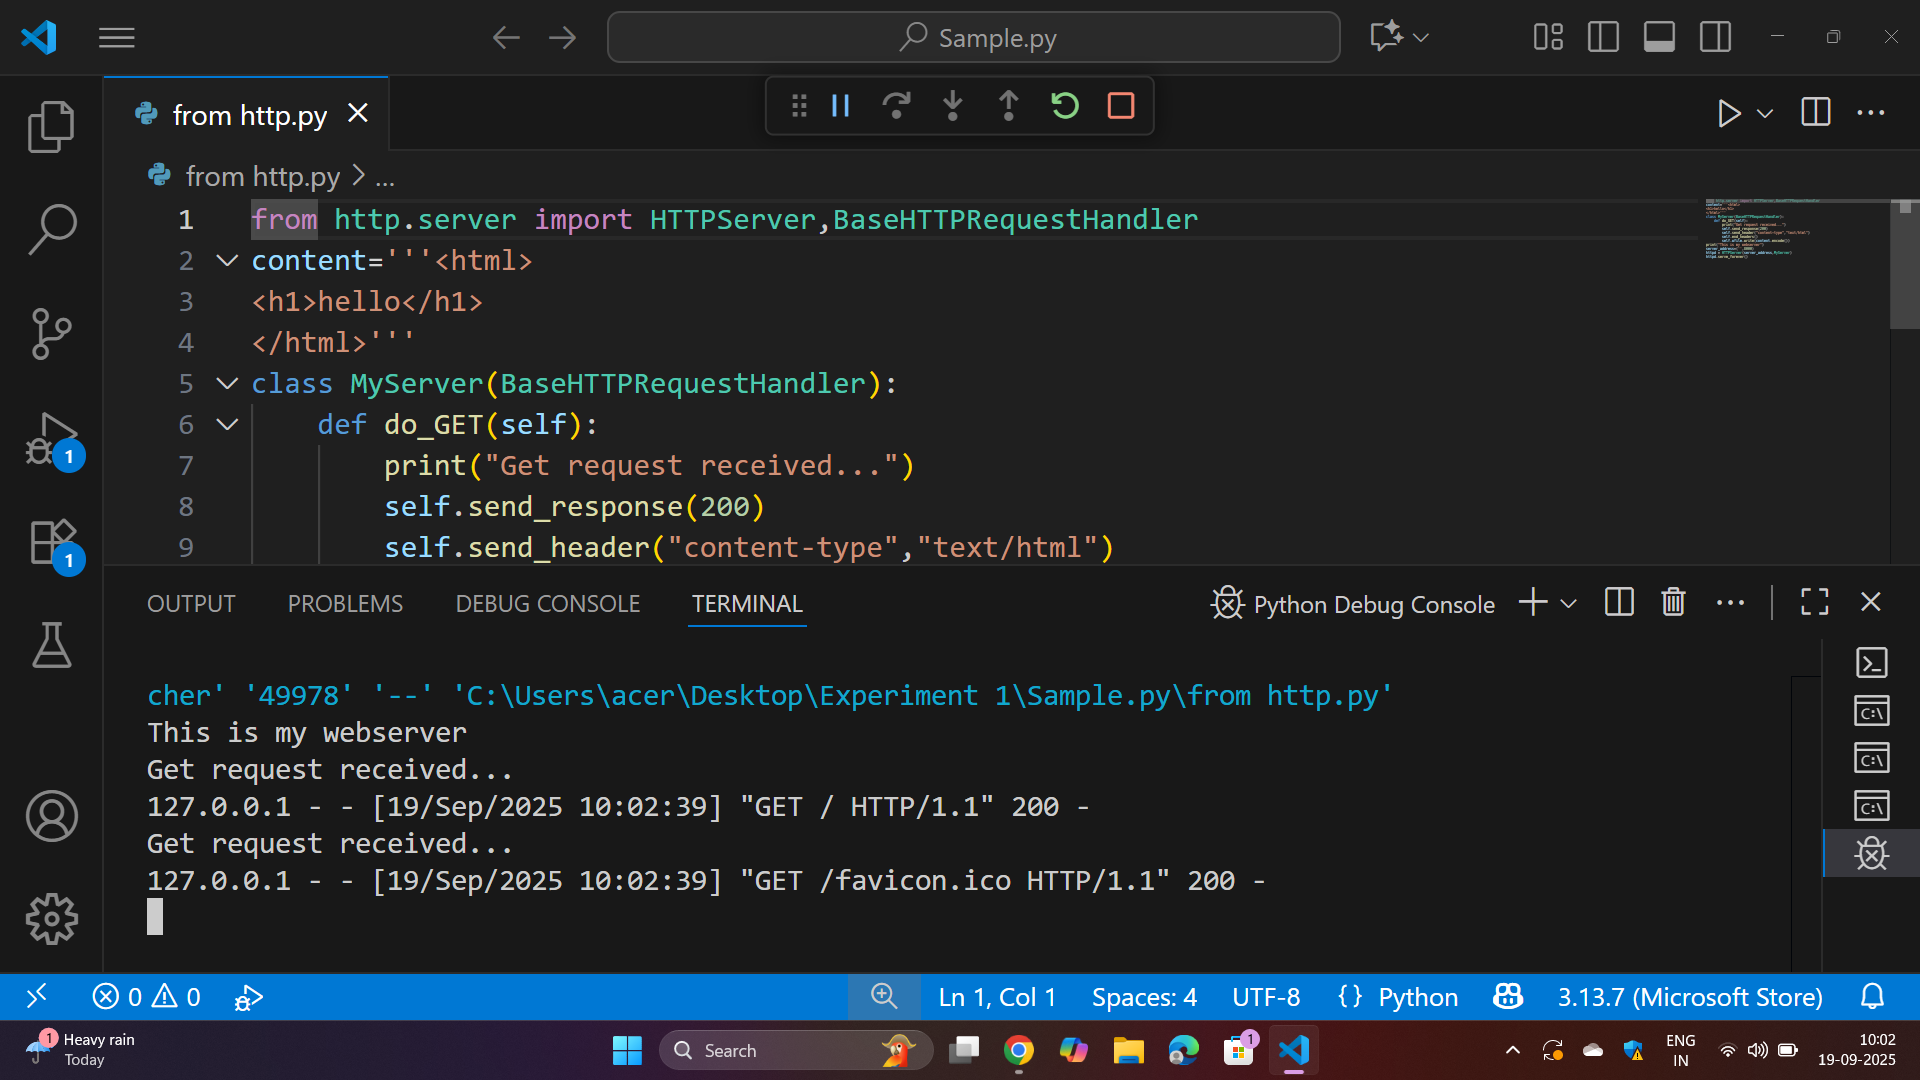 Sample.py
from http.py
from http.py > ...
1 from http.server import HTTPServer,BaseHTTPRequestHandler
2 content='''<html>
3 <h1>hello</h1>
4 </html>'''
5 class MyServer(BaseHTTPRequestHandler):
6 def do_GET(self):
7 print("Get request received...")
8 self.send_response(200)
9 self.send_header("content-type","text/html")
1
1
OUTPUT PROBLEMS DEBUG CONSOLE TERMINAL Python Debug Console
cher' '49978' '--' 'C:\Users\acer\Desktop\Experiment 1\Sample.py\from http.py'
This is my webserver
Get request received...
127.0.0.1 - - [19/Sep/2025 10:02:39] "GET / HTTP/1.1" 200 -
Get request received...
127.0.0.1 - - [19/Sep/2025 10:02:39] "GET /favicon.ico HTTP/1.1" 200 -
C:\
C:\
C:\
0 0 Ln 1, Col 1 Spaces: 4 UTF-8 {} Python 3.13.7 (Microsoft Store)
1 Heavy rain
Today
Search
1
ENG
IN
10:02
19-09-2025